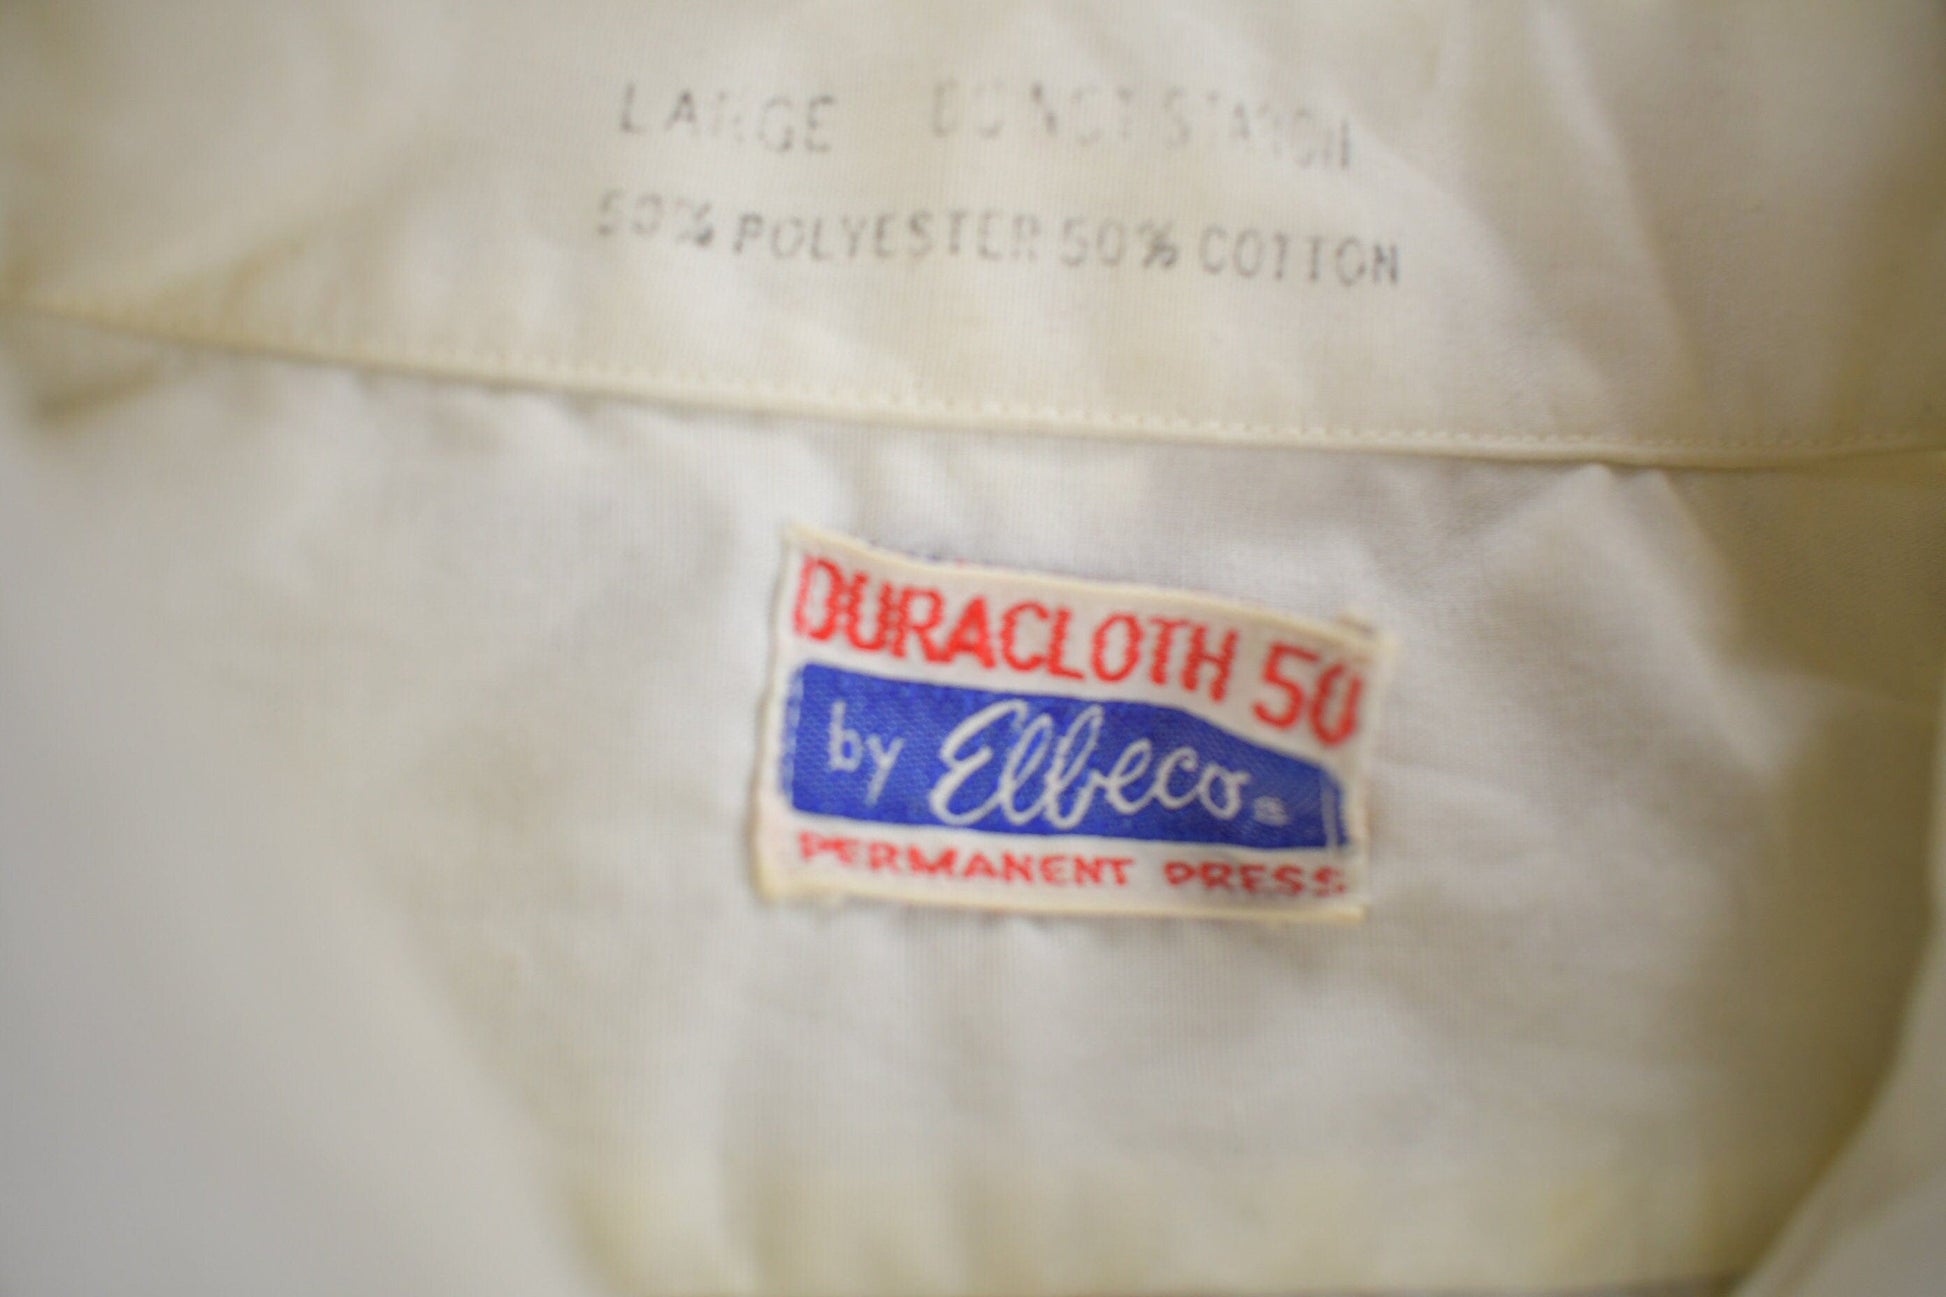 LARGE DO NOT STARCH
50% POLYESTER 50% COTTON
DURACLOTH 50
by Elbeco
PERMANENT PRESS